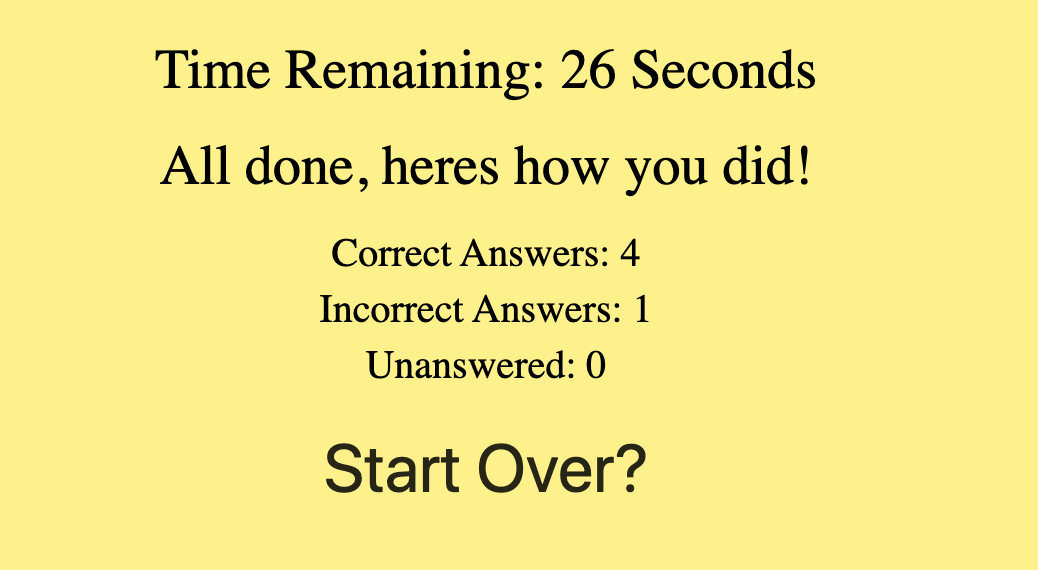 Time Remaining: 26 Seconds
All done, heres how you did!
Correct Answers: 4
Incorrect Answers: 1
Unanswered: 0
Start Over?